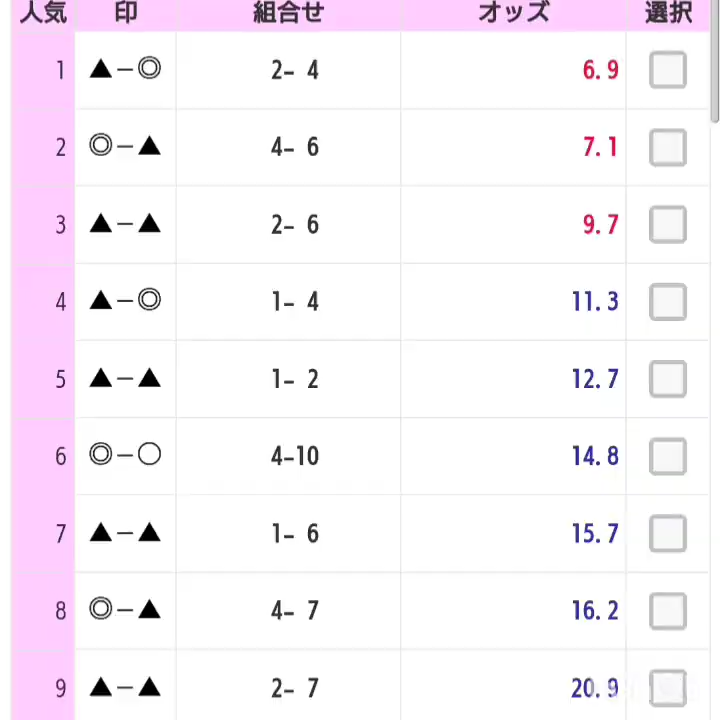 人気 印 組合せ オッズ 選択
1 ▲－◎ 2- 4 6.9
2 ◎－▲ 4- 6 7.1
3 ▲－▲ 2- 6 9.7
4 ▲－◎ 1- 4 11.3
5 ▲－▲ 1- 2 12.7
6 ◎－○ 4-10 14.8
7 ▲－▲ 1- 6 15.7
8 ◎－▲ 4- 7 16.2
9 ▲－▲ 2- 7 20.9